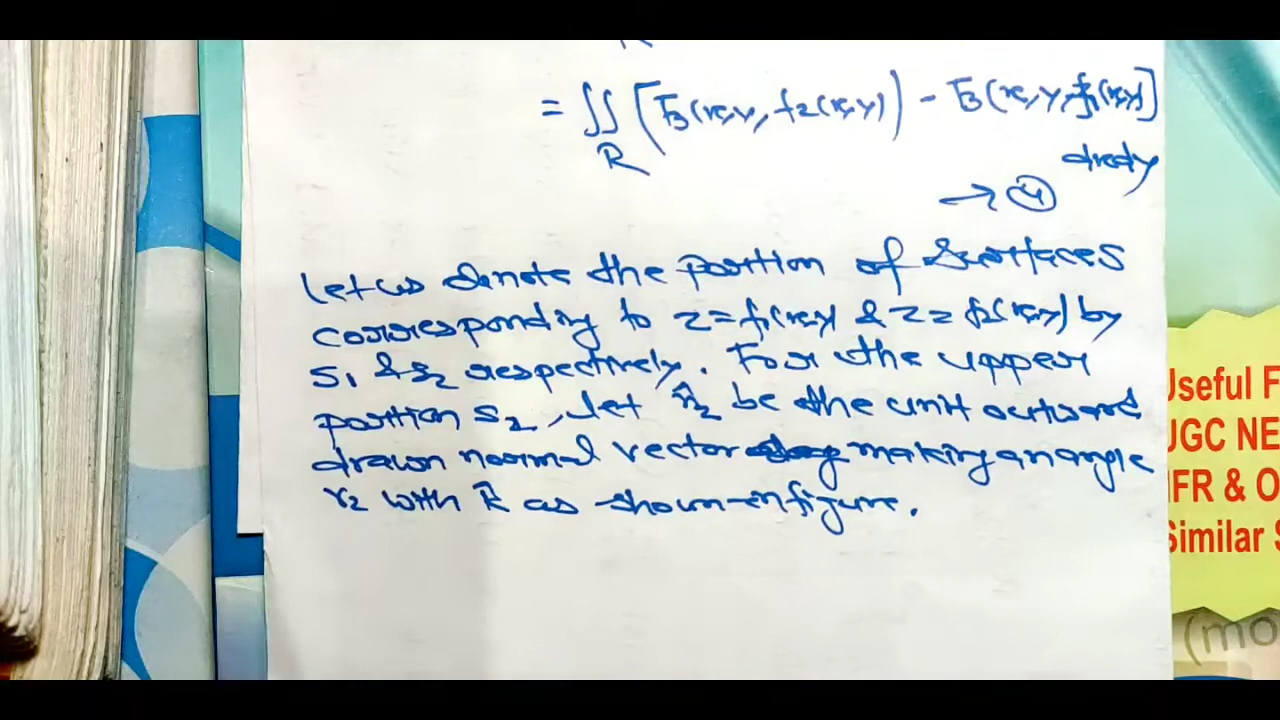 = ∬ [F3(x,y, f2(x,y)) - F3(x,y, f1(x,y)]
R
dxdy
→ 4
Let us denote the portion of surfaces
corresponding to z=f1(x,y) & z= f2(x,y) by
S1 & S2 respectively. For the upper
portion S2, let n̂2 be the unit outward
drawn normal vector making an angle
γ2 with k̂ as shown in figure.
Useful F
UGC NE
IFR & O
Similar S
(mo